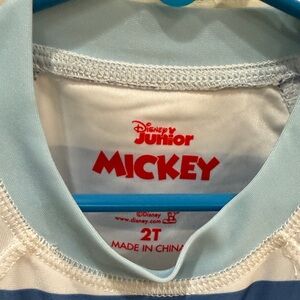 Disney
Junior
MICKEY
©Disney
www.disney.com
2T
MADE IN CHINA